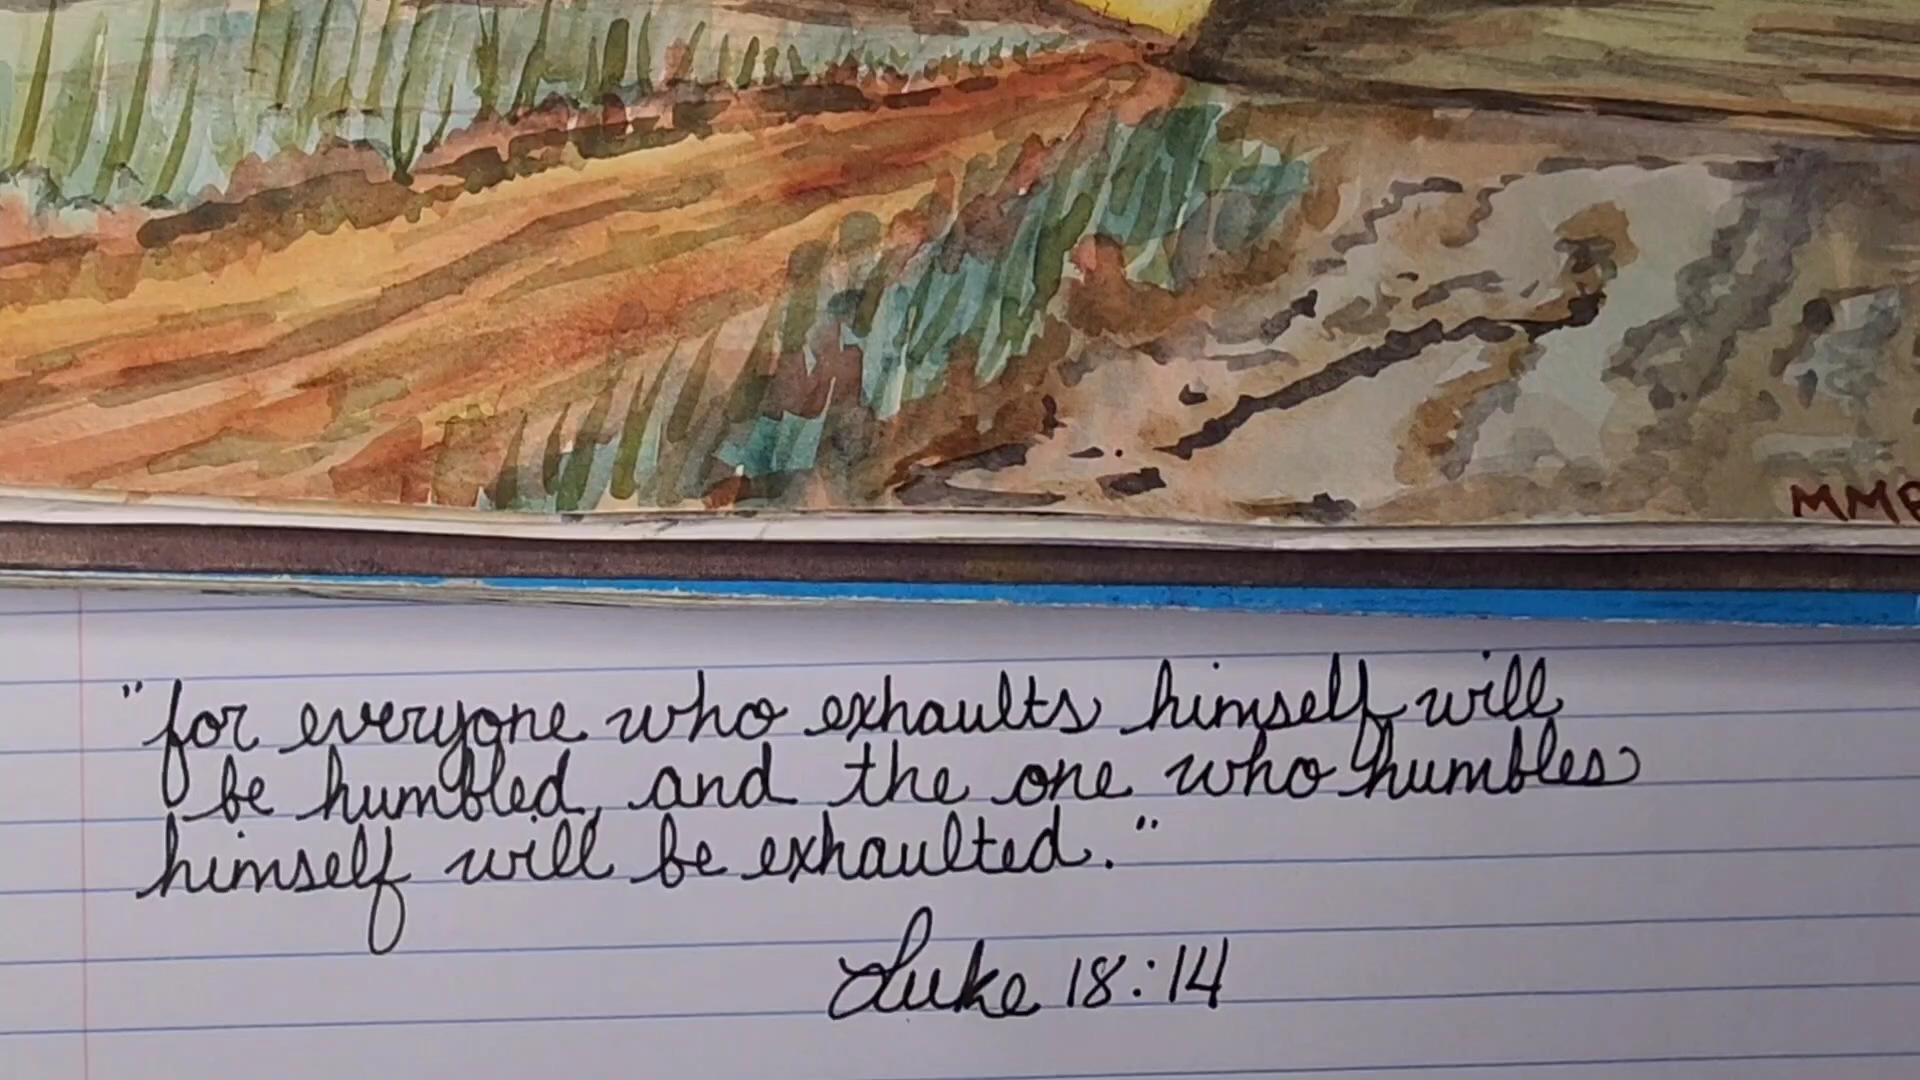 MMB
"for everyone who exhaults himself will
be humbled, and the one who humbles
himself will be exhaulted."
Luke 18:14